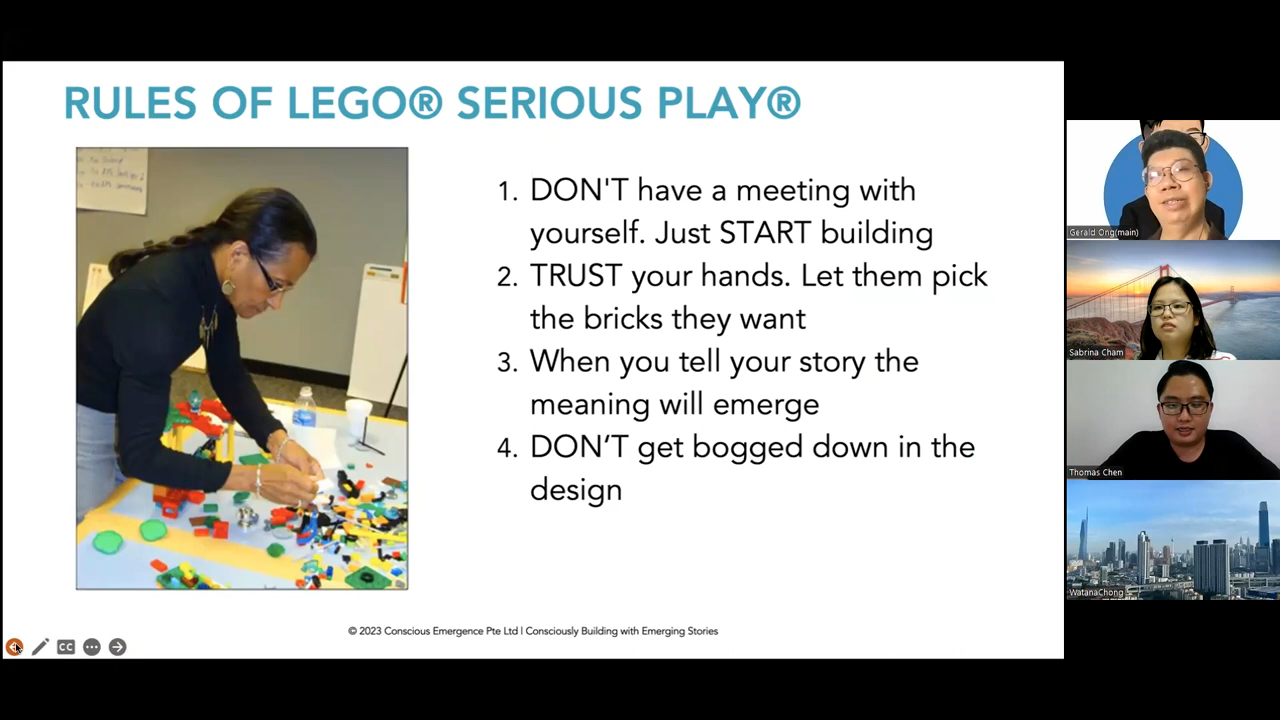 RULES OF LEGO® SERIOUS PLAY®
1. DON'T have a meeting with
yourself. Just START building
2. TRUST your hands. Let them pick
the bricks they want
3. When you tell your story the
meaning will emerge
4. DON‘T get bogged down in the
design
© 2023 Conscious Emergence Pte Ltd | Consciously Building with Emerging Stories
CC
Gerald Ong(main)
Sabrina Cham
Thomas Chen
WatanaChong